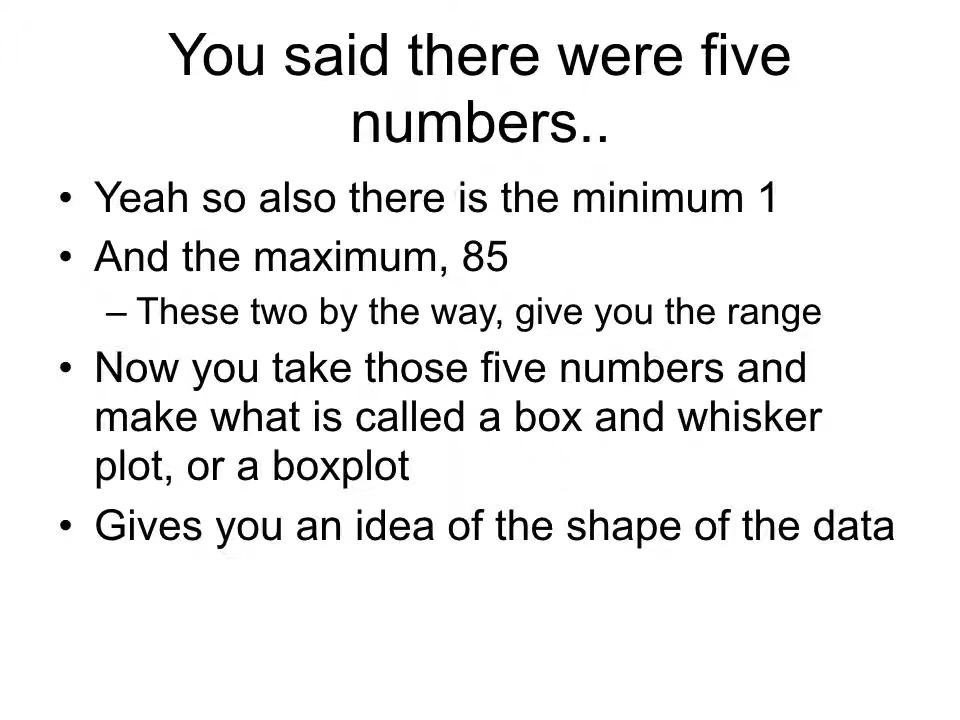 You said there were five
numbers..
• Yeah so also there is the minimum 1
• And the maximum, 85
– These two by the way, give you the range
• Now you take those five numbers and
make what is called a box and whisker
plot, or a boxplot
• Gives you an idea of the shape of the data